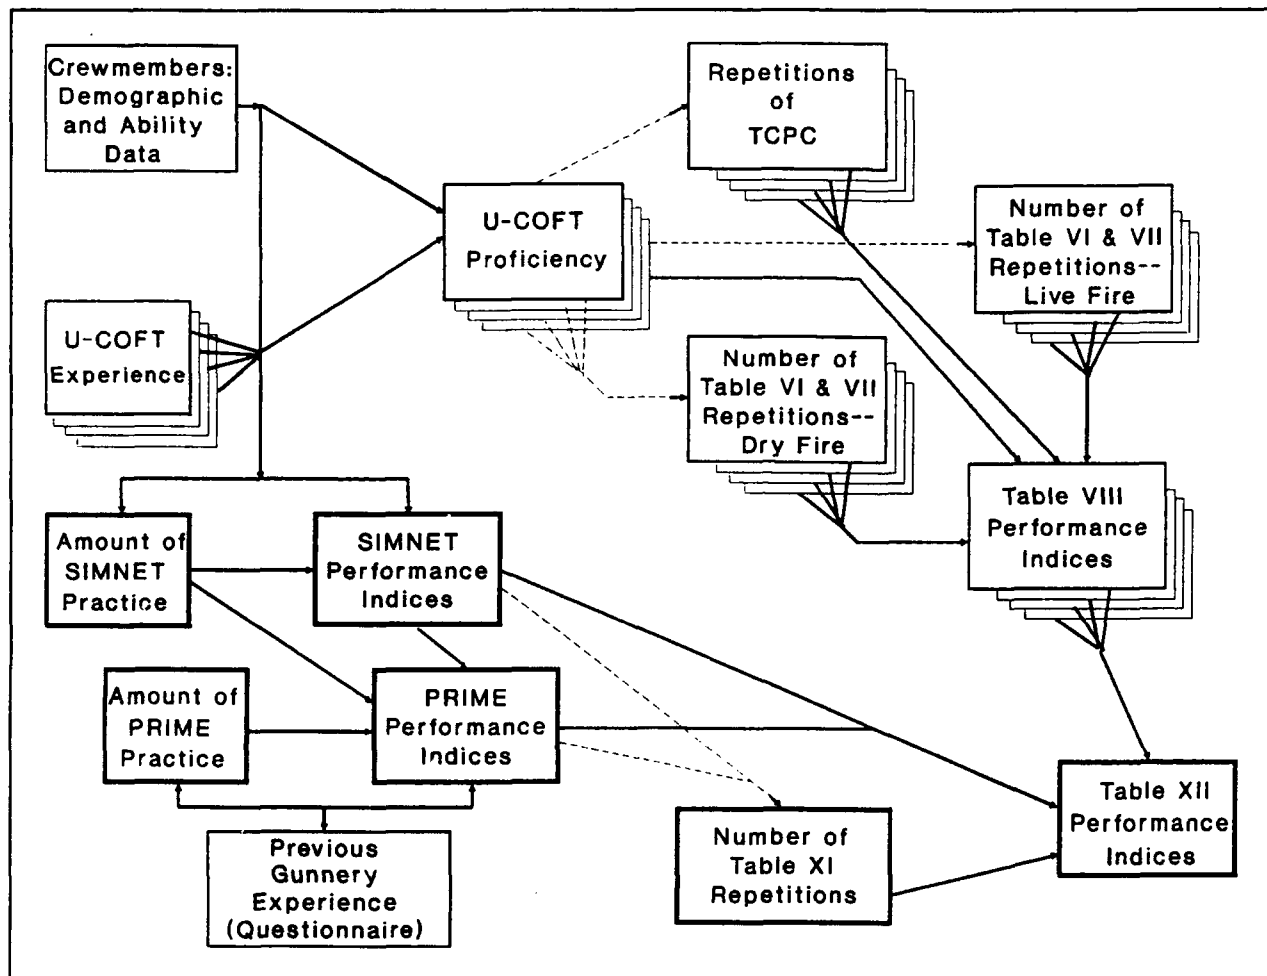 Crewmembers:
Demographic
and Ability
Data
Repetitions
of
TCPC
U-COFT
Proficiency
Number of
Table VI & VII
Repetitions--
Live Fire
U-COFT
Experience
Number of
Table VI & VII
Repetitions--
Dry Fire
Table VIII
Performance
Indices
Amount of
SIMNET
Practice
SIMNET
Performance
Indices
Amount of
PRIME
Practice
PRIME
Performance
Indices
Table XII
Performance
Indices
Number of
Table XI
Repetitions
Previous
Gunnery
Experience
(Questionnaire)